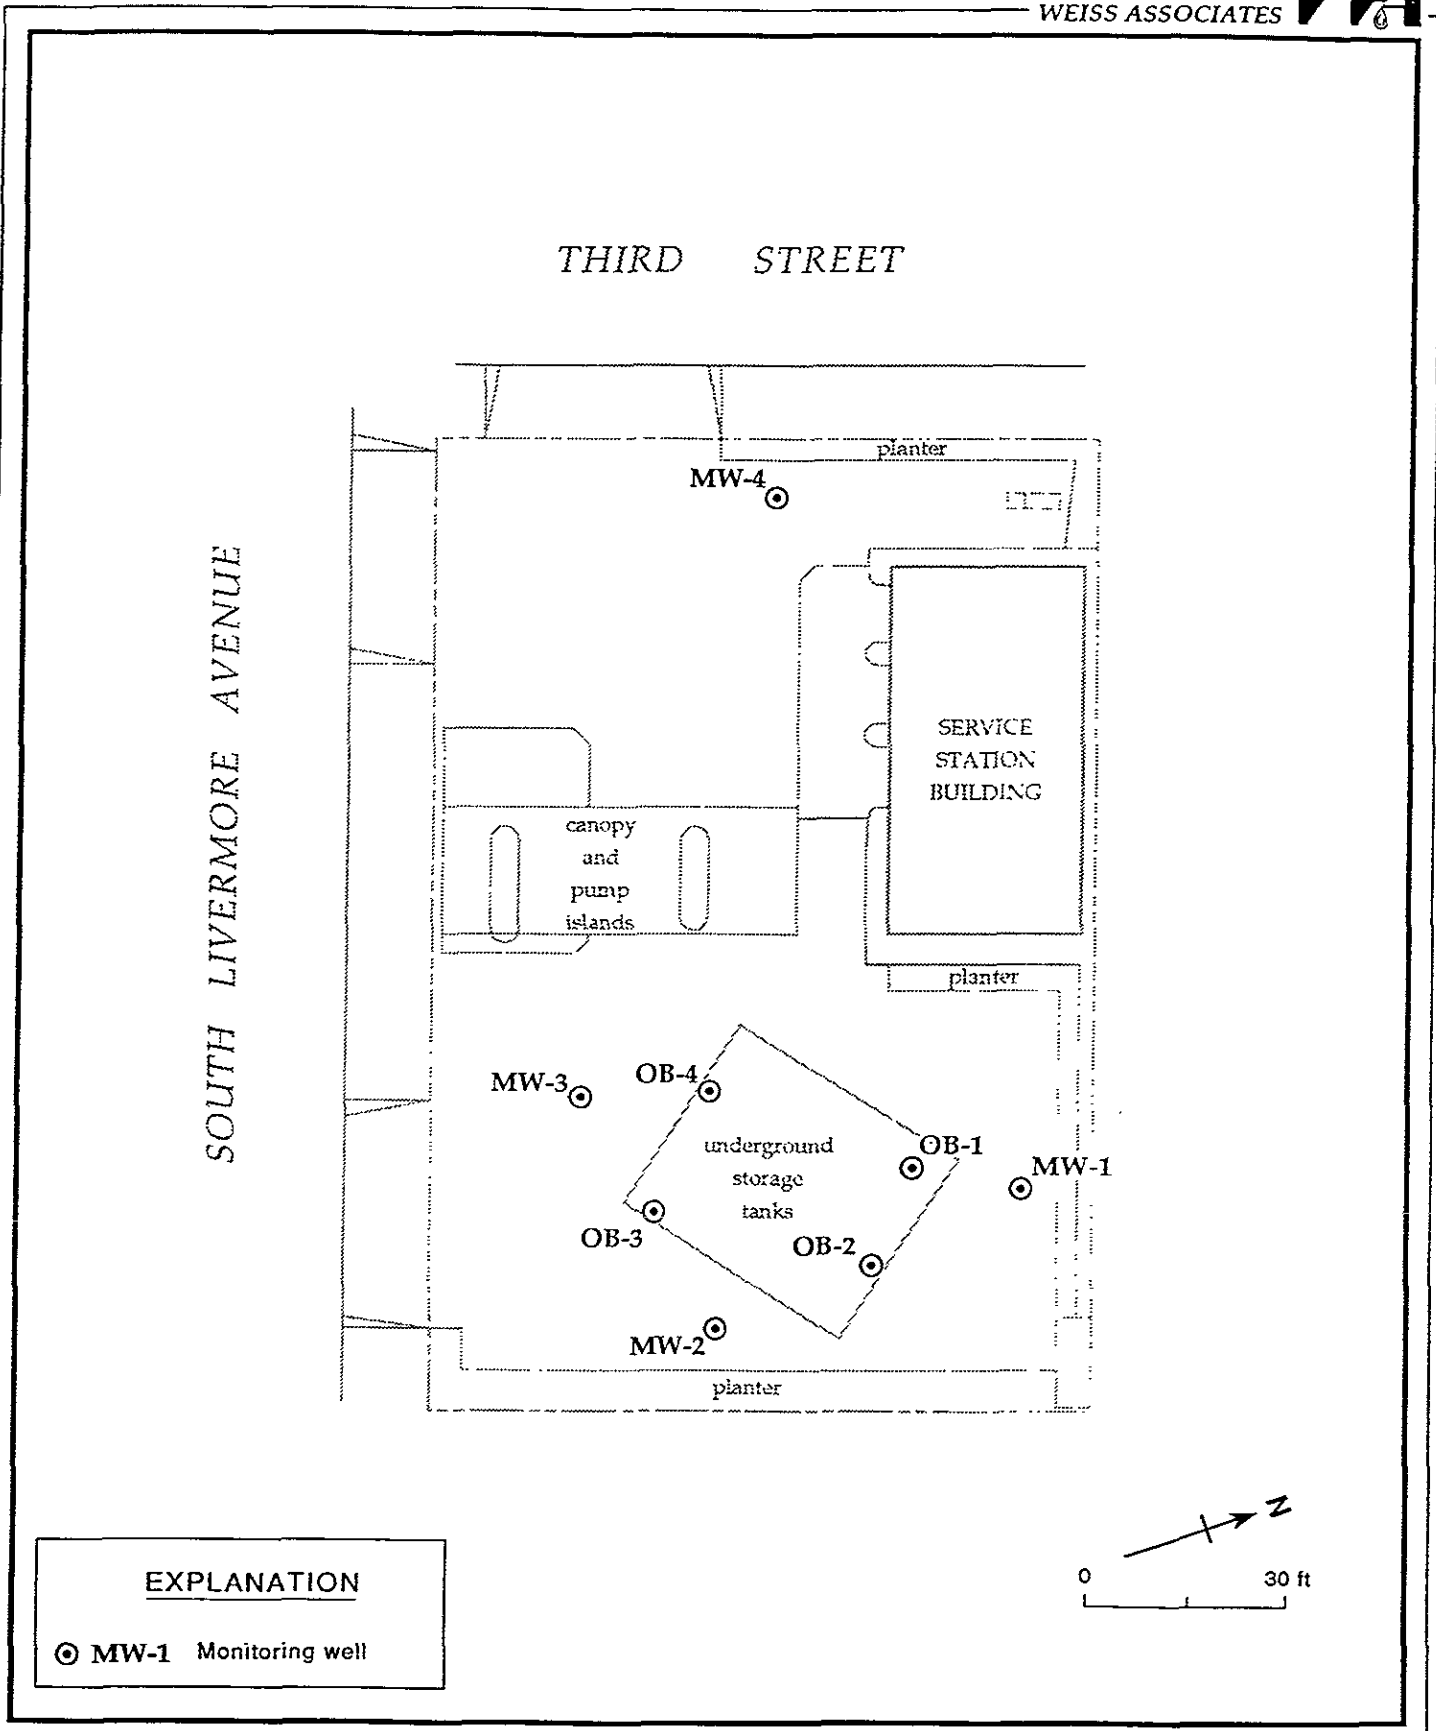 WEISS ASSOCIATES
THIRD STREET
planter
MW-4
SOUTH LIVERMORE AVENUE
SERVICE
STATION
BUILDING
canopy
and
pump
islands
planter
MW-3
OB-4
underground
storage
tanks
OB-1
MW-1
OB-3
OB-2
MW-2
planter
N
0 30 ft
EXPLANATION
MW-1 Monitoring well